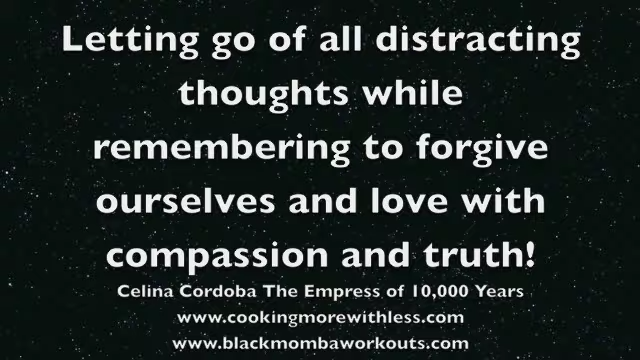 Letting go of all distracting
thoughts while
remembering to forgive
ourselves and love with
compassion and truth!
Celina Cordoba The Empress of 10,000 Years
www.cookingmorewithless.com
www.blackmombaworkouts.com